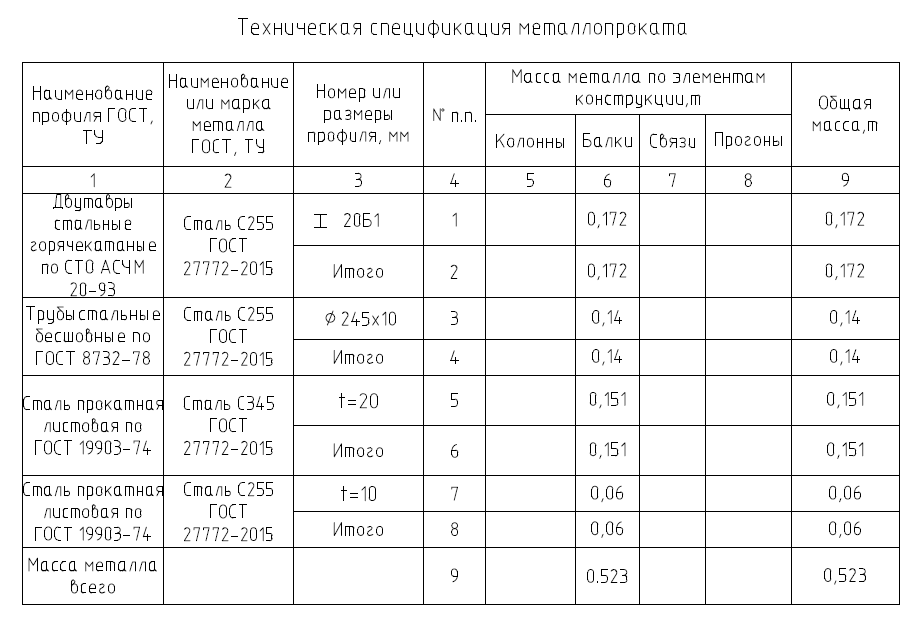 Техническая спецификация металлопроката
Наименование
профиля ГОСТ,
ТУ
Наименование
или марка
металла
ГОСТ, ТУ
Номер или
размеры
профиля, мм
N° п.п.
Масса металла по элементам
конструкции,т
Колонны Балки Связи Прогоны
Общая
масса,т
1 2 3 4 5 6 7 8 9
Двутавры
стальные
горячекатаные
по СТО АСЧМ
20-93
Сталь С255
ГОСТ
27772-2015
I 20Б1 1 0,172 0,172
Итого 2 0,172 0,172
Трубы стальные
бесшовные по
ГОСТ 8732-78
Сталь С255
ГОСТ
27772-2015
Ø 245х10 3 0,14 0,14
Итого 4 0,14 0,14
Сталь прокатная
листовая по
ГОСТ 19903-74
Сталь С345
ГОСТ
27772-2015
t=20 5 0,151 0,151
Итого 6 0,151 0,151
Сталь прокатная
листовая по
ГОСТ 19903-74
Сталь С255
ГОСТ
27772-2015
t=10 7 0,06 0,06
Итого 8 0,06 0,06
Масса металла
всего
9 0.523 0,523